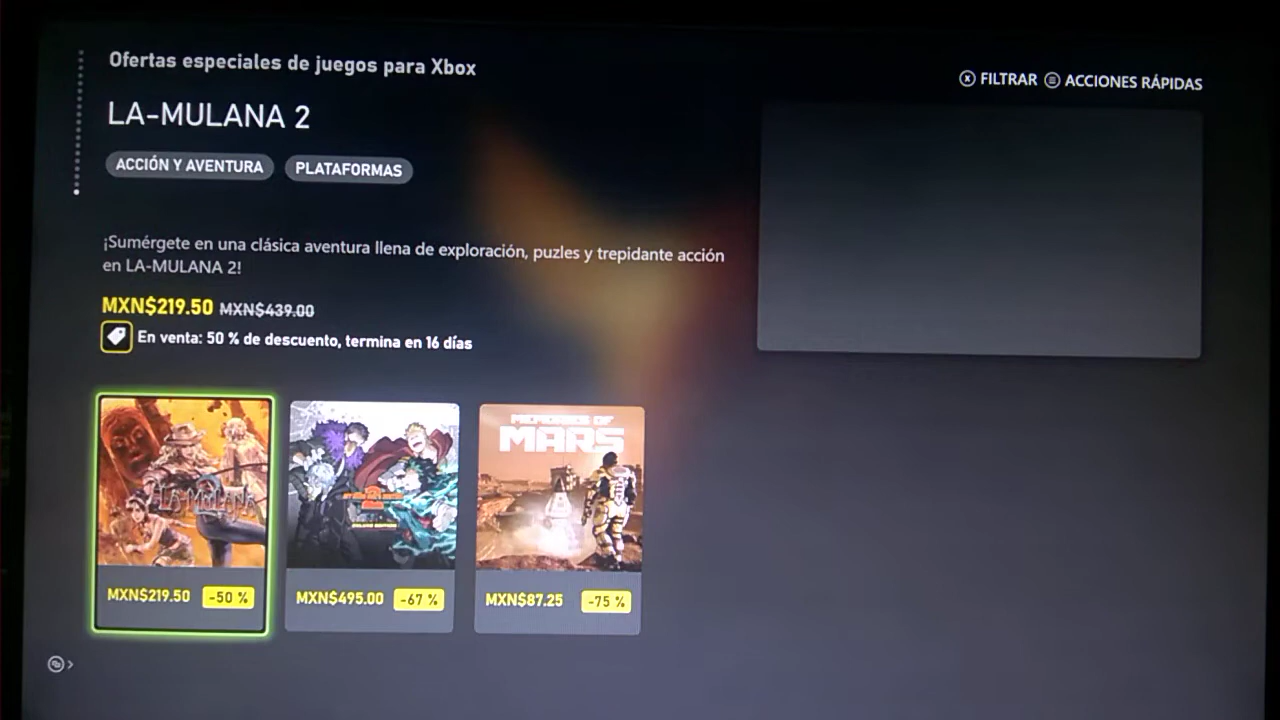 Ofertas especiales de juegos para Xbox
FILTRAR ACCIONES RÁPIDAS
LA-MULANA 2
ACCIÓN Y AVENTURA PLATAFORMAS
¡Sumérgete en una clásica aventura llena de exploración, puzles y trepidante acción
en LA-MULANA 2!
MXN$219.50 MXN$439.00
En venta: 50 % de descuento, termina en 16 días
LA-MULANA 2
MEMORIES OF
MARS
MXN$219.50 -50 %
MXN$495.00 -67 %
MXN$87.25 -75 %